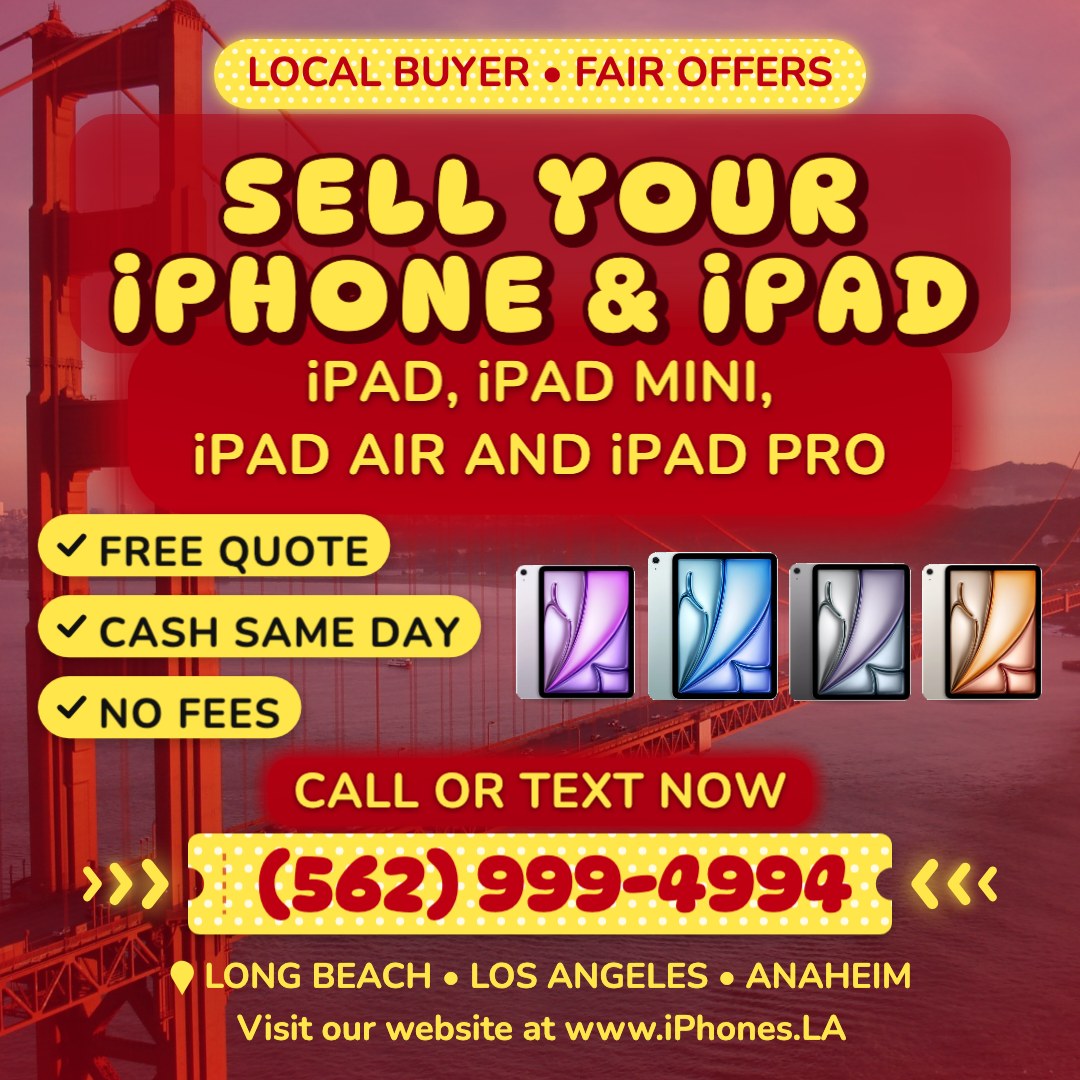 LOCAL BUYER • FAIR OFFERS
SELL YOUR
iPHONE & iPAD
iPAD, iPAD MINI,
iPAD AIR AND iPAD PRO
✓ FREE QUOTE
✓ CASH SAME DAY
✓ NO FEES
CALL OR TEXT NOW
(562) 999-4994
LONG BEACH • LOS ANGELES • ANAHEIM
Visit our website at www.iPhones.LA